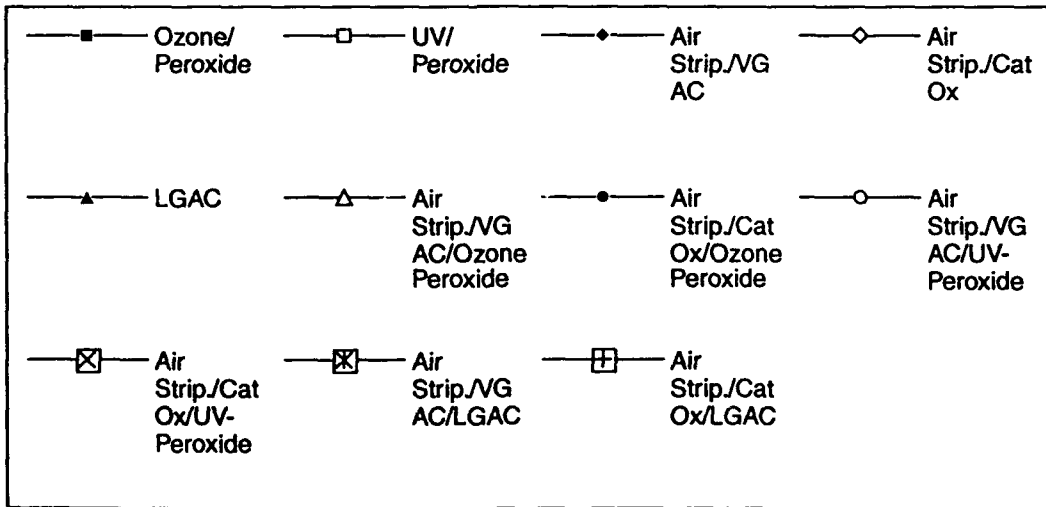 Ozone/
Peroxide
UV/
Peroxide
Air
Strip./VG
AC
Air
Strip./Cat
Ox
LGAC
Air
Strip./VG
AC/Ozone
Peroxide
Air
Strip./Cat
Ox/Ozone
Peroxide
Air
Strip./VG
AC/UV-
Peroxide
Air
Strip./Cat
Ox/UV-
Peroxide
Air
Strip./VG
AC/LGAC
Air
Strip./Cat
Ox/LGAC